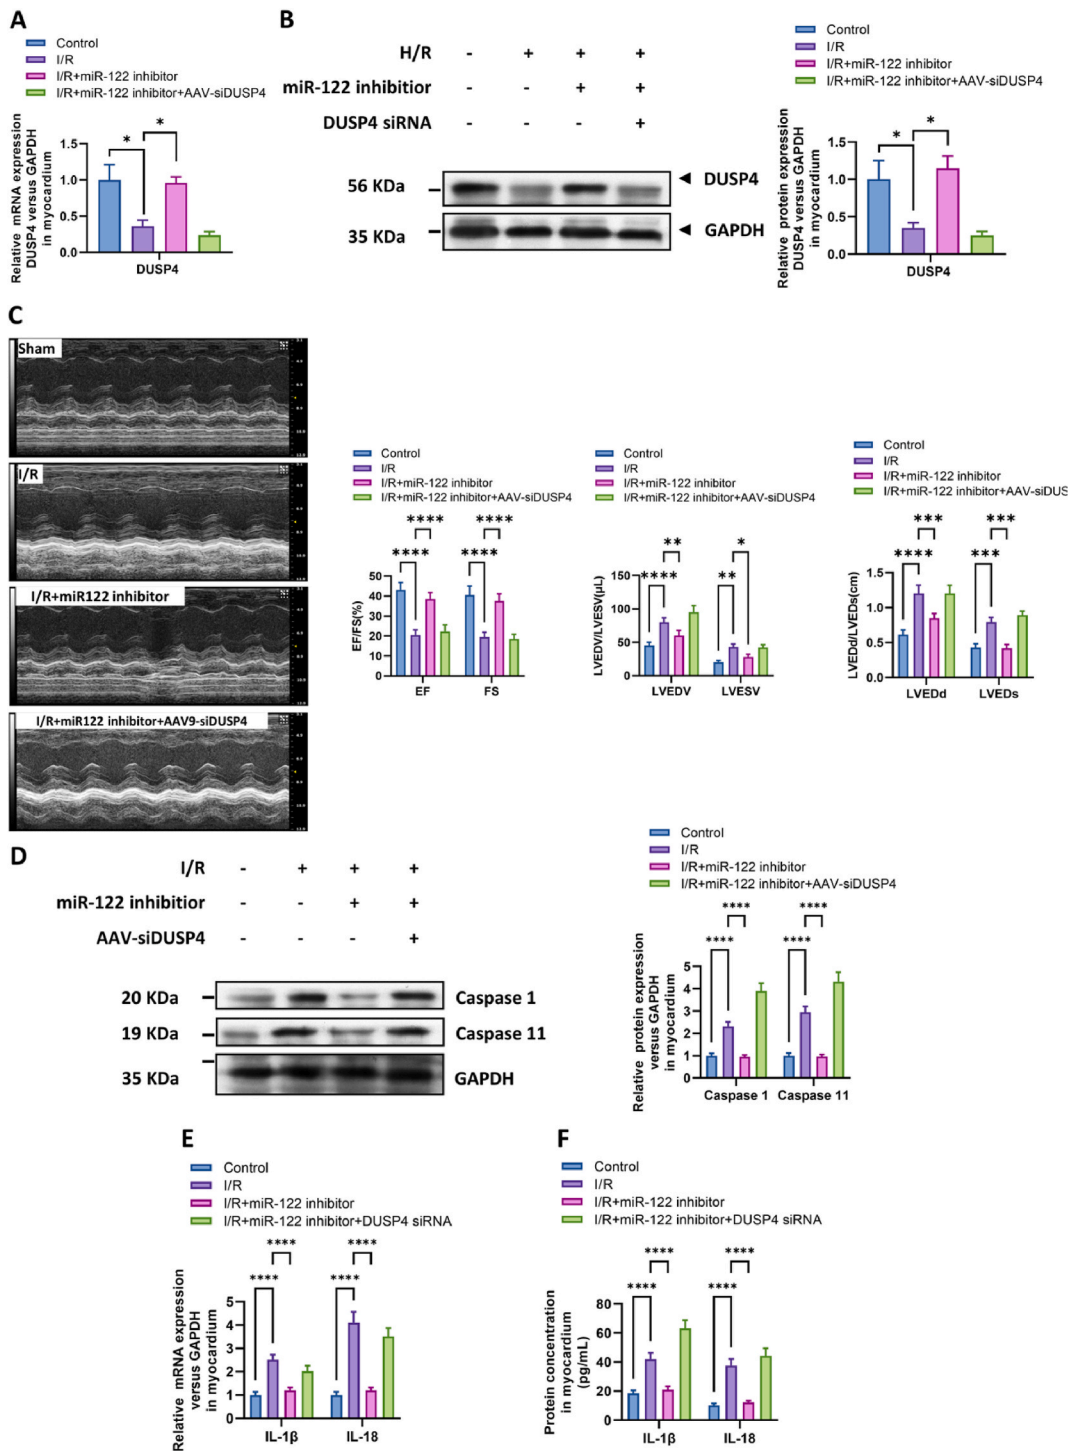 A
Control
I/R
I/R+miR-122 inhibitor
I/R+miR-122 inhibitor+AAV-siDUSP4
Relative mRNA expression
DUSP4 versus GAPDH
in myocardium
1.5
1.0
0.5
0.0
*
*
DUSP4
B
H/R - + + +
miR-122 inhibitior - - + +
DUSP4 siRNA - - +
56 KDa
DUSP4
35 KDa
GAPDH
Control
I/R
I/R+miR-122 inhibitor
I/R+miR-122 inhibitor+AAV-siDUSP4
Relative protein expression
DUSP4 versus GAPDH
in myocardium
1.5
1.0
0.5
0.0
*
*
DUSP4
C
Sham
I/R
I/R+miR122 inhibitor
I/R+miR122 inhibitor+AAV9-siDUSP4
Control
I/R
I/R+miR-122 inhibitor
I/R+miR-122 inhibitor+AAV-siDUSP4
**** ****
**** ****
EF/FS(%)
50
40
30
20
10
0
EF FS
Control
I/R
I/R+miR-122 inhibitor
I/R+miR-122 inhibitor+AAV-siDUSP4
** *
**** **
LVEDV/LVESV(μL)
150
100
50
0
LVEDV LVESV
Control
I/R
I/R+miR-122 inhibitor
I/R+miR-122 inhibitor+AAV-siDUS
*** ***
**** ***
LVEDd/LVEDs(cm)
1.5
1.0
0.5
0.0
LVEDd LVEDs
D
I/R - + + +
miR-122 inhibitior - - + +
AAV-siDUSP4 - - - +
20 KDa
Caspase 1
19 KDa
Caspase 11
35 KDa
GAPDH
Control
I/R
I/R+miR-122 inhibitor
I/R+miR-122 inhibitor+AAV-siDUSP4
**** ****
**** ****
Relative protein expression
versus GAPDH
in myocardium
5
4
3
2
1
0
Caspase 1 Caspase 11
E
Control
I/R
I/R+miR-122 inhibitor
I/R+miR-122 inhibitor+DUSP4 siRNA
**** ****
**** ****
Relative mRNA expression
versus GAPDH
in myocardium
5
4
3
2
1
0
IL-1β IL-18
F
Control
I/R
I/R+miR-122 inhibitor
I/R+miR-122 inhibitor+DUSP4 siRNA
**** ****
**** ****
Protein concentration
in myocardium
(pg/mL)
80
60
40
20
0
IL-1β IL-18